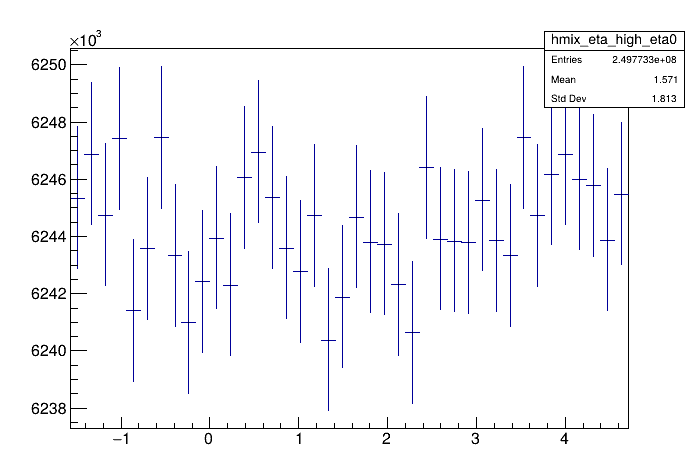 ×10³
hmix_eta_high_eta0
Entries 2.497733e+08
Mean 1.571
Std Dev 1.813
6250
6248
6246
6244
6242
6240
6238
−1 0 1 2 3 4